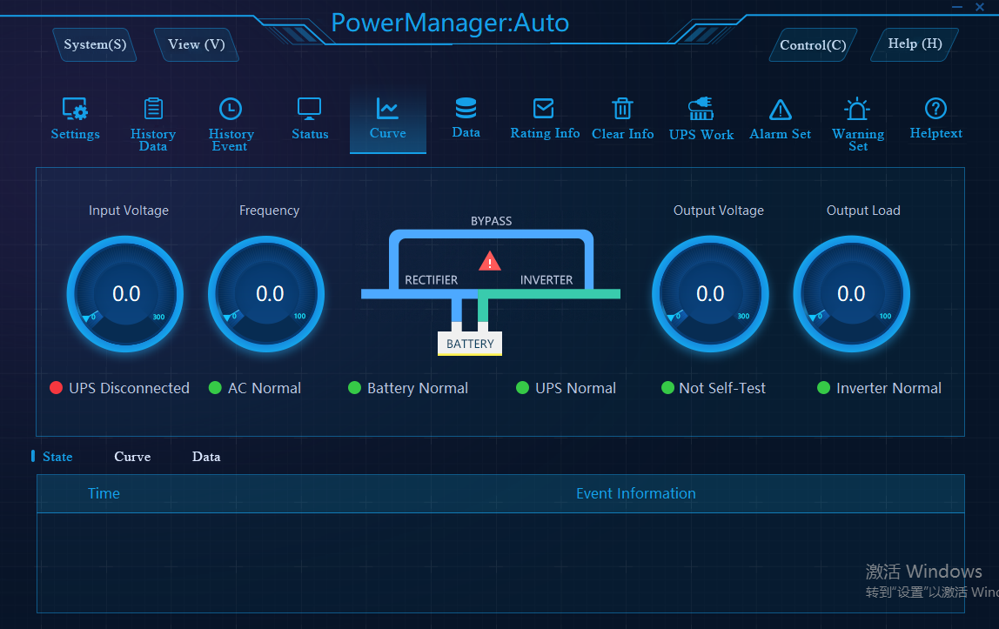 PowerManager:Auto
System(S)
View (V)
Control(C)
Help (H)
Settings
History
Data
History
Event
Status
Curve
Data
Rating Info
Clear Info
UPS Work
Alarm Set
Warning
Set
Helptext
Input Voltage
Frequency
Output Voltage
Output Load
BYPASS
RECTIFIER
INVERTER
BATTERY
0.0
0
300
0.0
0
100
0.0
0
300
0.0
0
100
UPS Disconnected
AC Normal
Battery Normal
UPS Normal
Not Self-Test
Inverter Normal
State
Curve
Data
Time
Event Information
激活 Windows
转到“设置”以激活 Wind